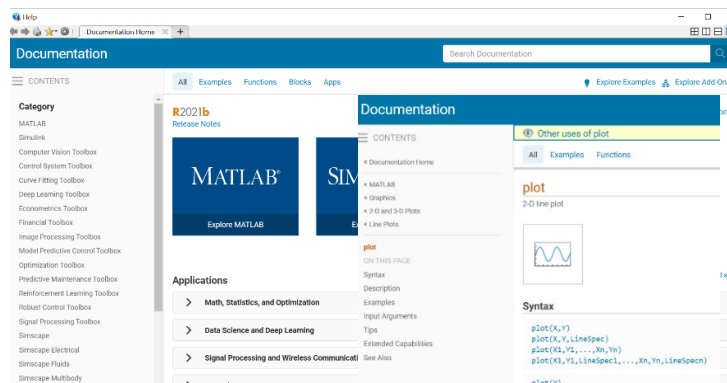 Help
Documentation Home
Documentation
Search Documentation
CONTENTS
All Examples Functions Blocks Apps
Explore Examples Explore Add On
Category
MATLAB
Simulink
Computer Vision Toolbox
Control System Toolbox
Curve Fitting Toolbox
Deep Learning Toolbox
Econometrics Toolbox
Financial Toolbox
Image Processing Toolbox
Model Predictive Control Toolbox
Optimization Toolbox
Predictive Maintenance Toolbox
Reinforcement Learning Toolbox
Robust Control Toolbox
Signal Processing Toolbox
Simscape
Simscape Electrical
Simscape Fluids
Simscape Multibody
R2021b
Release Notes
MATLAB®
Explore MATLAB
Applications
Math, Statistics, and Optimization
Data Science and Deep Learning
Signal Processing and Wireless Communicati
Documentation
CONTENTS
« Documentation Home
« MATLAB
« Graphics
« 2-D and 3-D Plots
« Line Plots
plot
ON THIS PAGE
Syntax
Description
Examples
Input Arguments
Tips
Extended Capabilities
See Also
Other uses of plot
All Examples Functions
plot
2-D line plot
Syntax
plot(X,Y)
plot(X,Y,LineSpec)
plot(X1,Y1,...,Xn,Yn)
plot(X1,Y1,LineSpec1,...,Xn,Yn,LineSpecn)